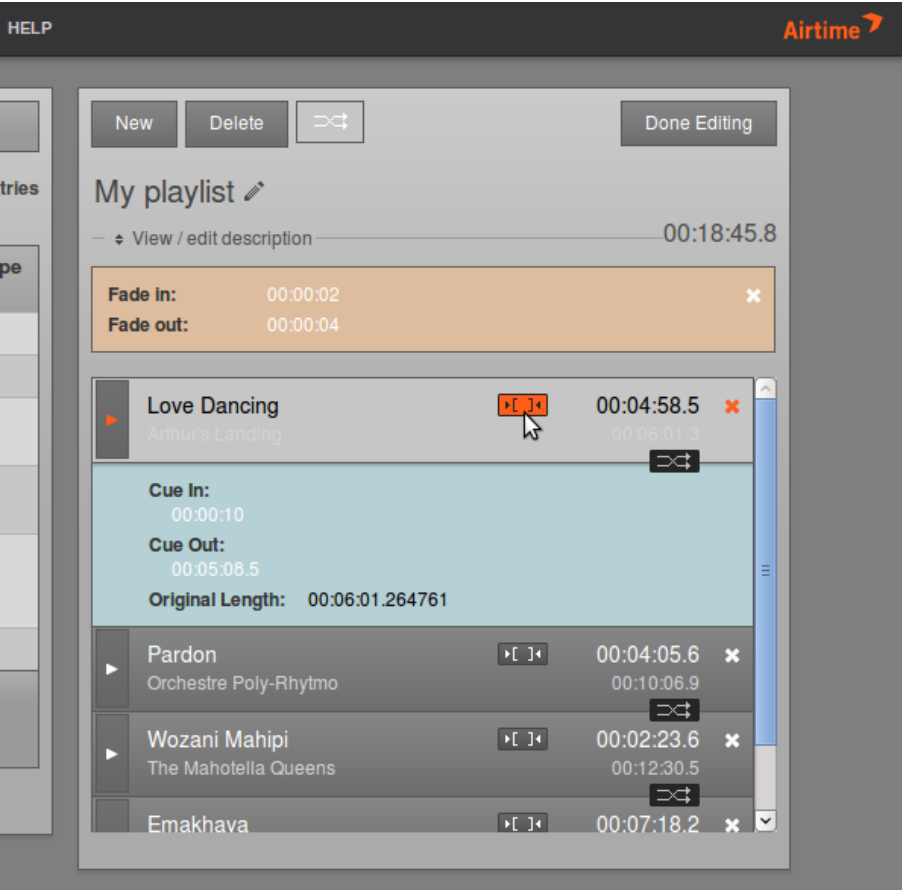 HELP
Airtime
New Delete Done Editing
tries
My playlist
View / edit description 00:18:45.8
pe
Fade in: 00:00:02
Fade out: 00:00:04
Love Dancing 00:04:58.5
Arthur's Landing 00:06:01.3
Cue In:
00:00:10
Cue Out:
00:05:08.5
Original Length: 00:06:01.264761
Pardon 00:04:05.6
Orchestre Poly-Rhytmo 00:10:06.9
Wozani Mahipi 00:02:23.6
The Mahotella Queens 00:12:30.5
Emakhaya 00:07:18.2